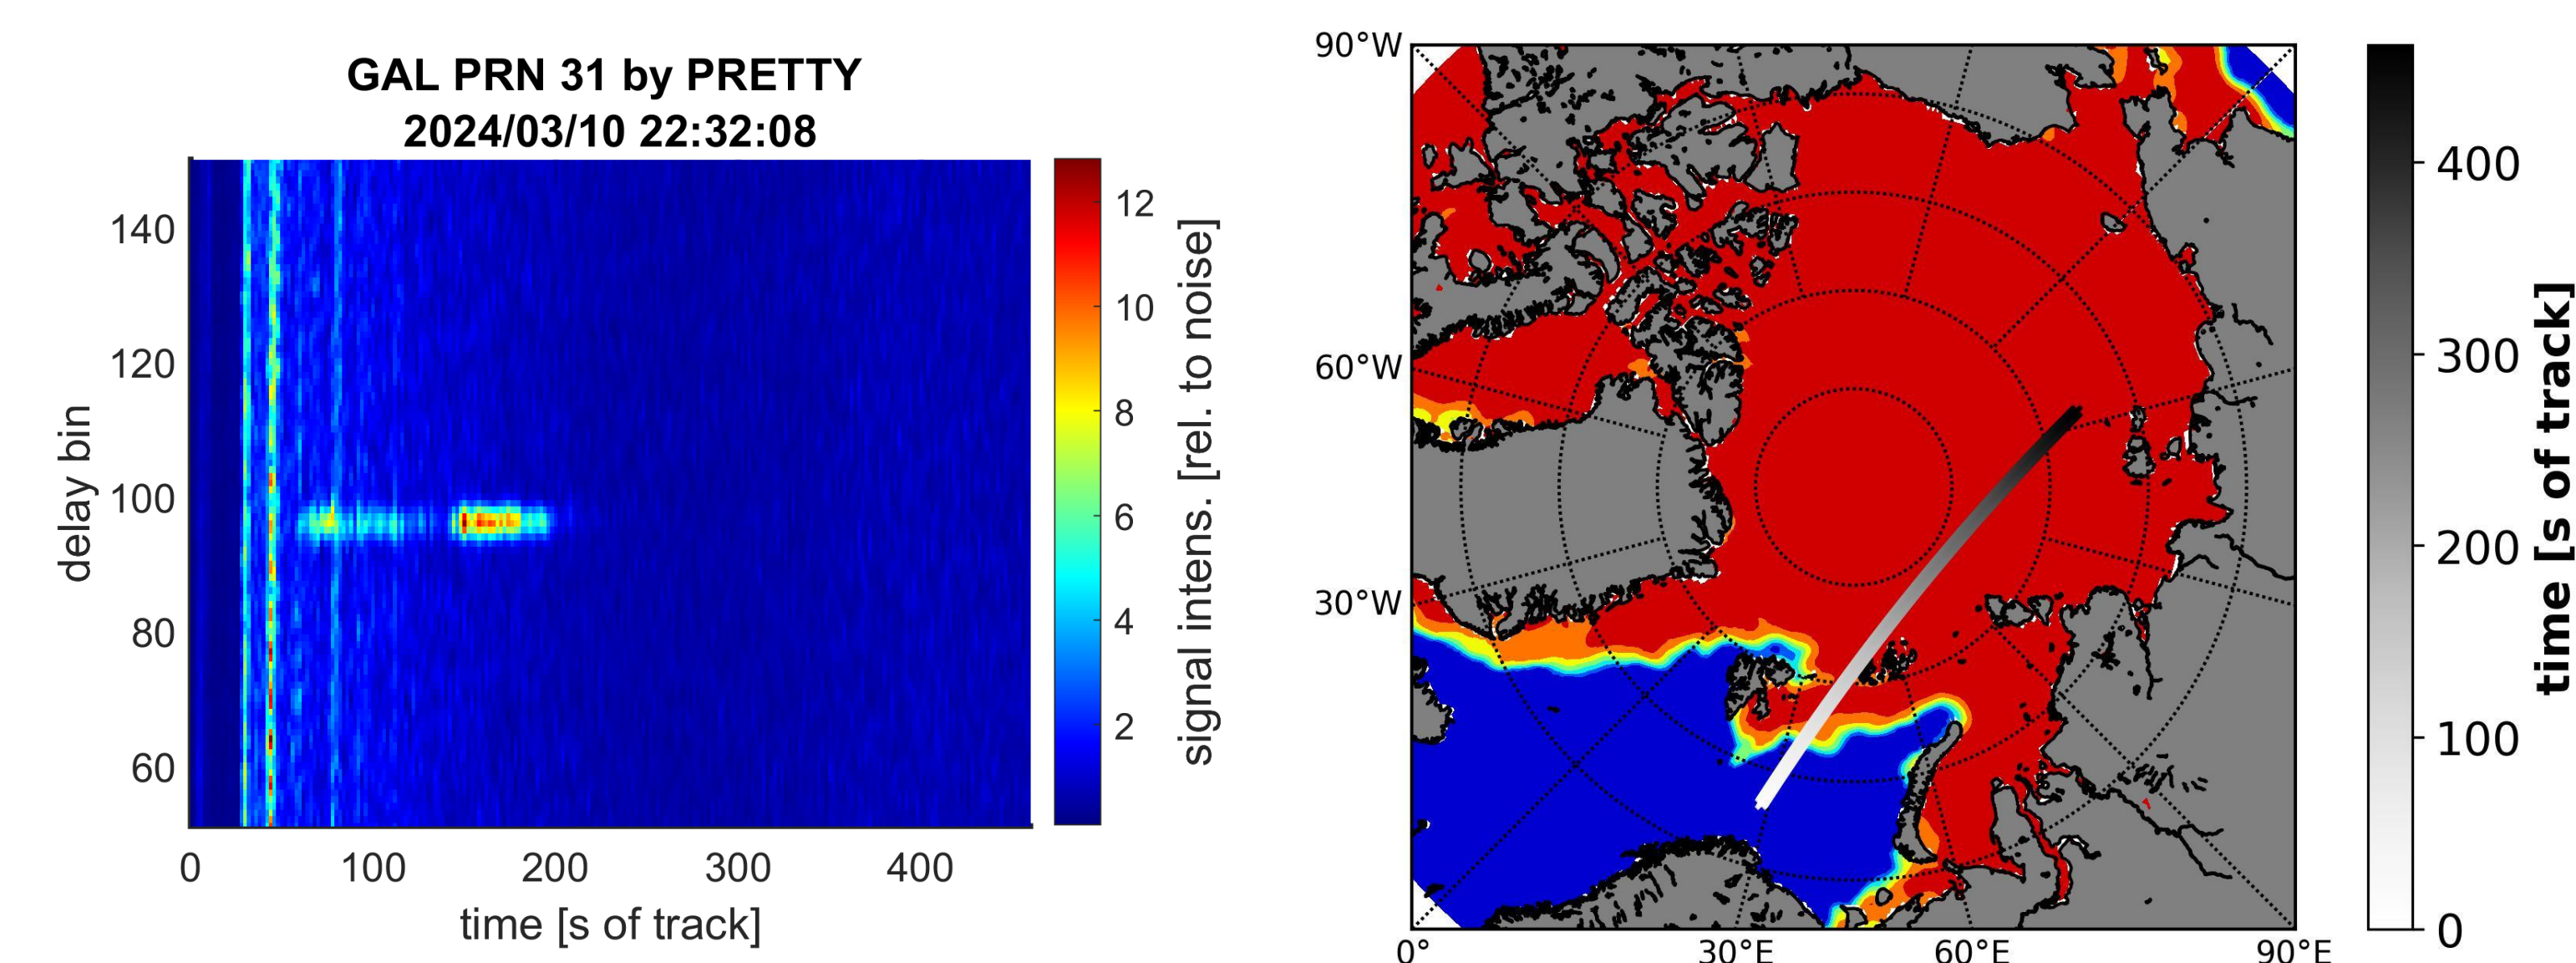 GAL PRN 31 by PRETTY
2024/03/10 22:32:08
140
120
100
80
60
delay bin
0 100 200 300 400
time [s of track]
12
10
8
6
4
2
signal intens. [rel. to noise]
90°W
60°W
30°W
0° 30°E 60°E 90°E
400
300
200
100
0
time [s of track]